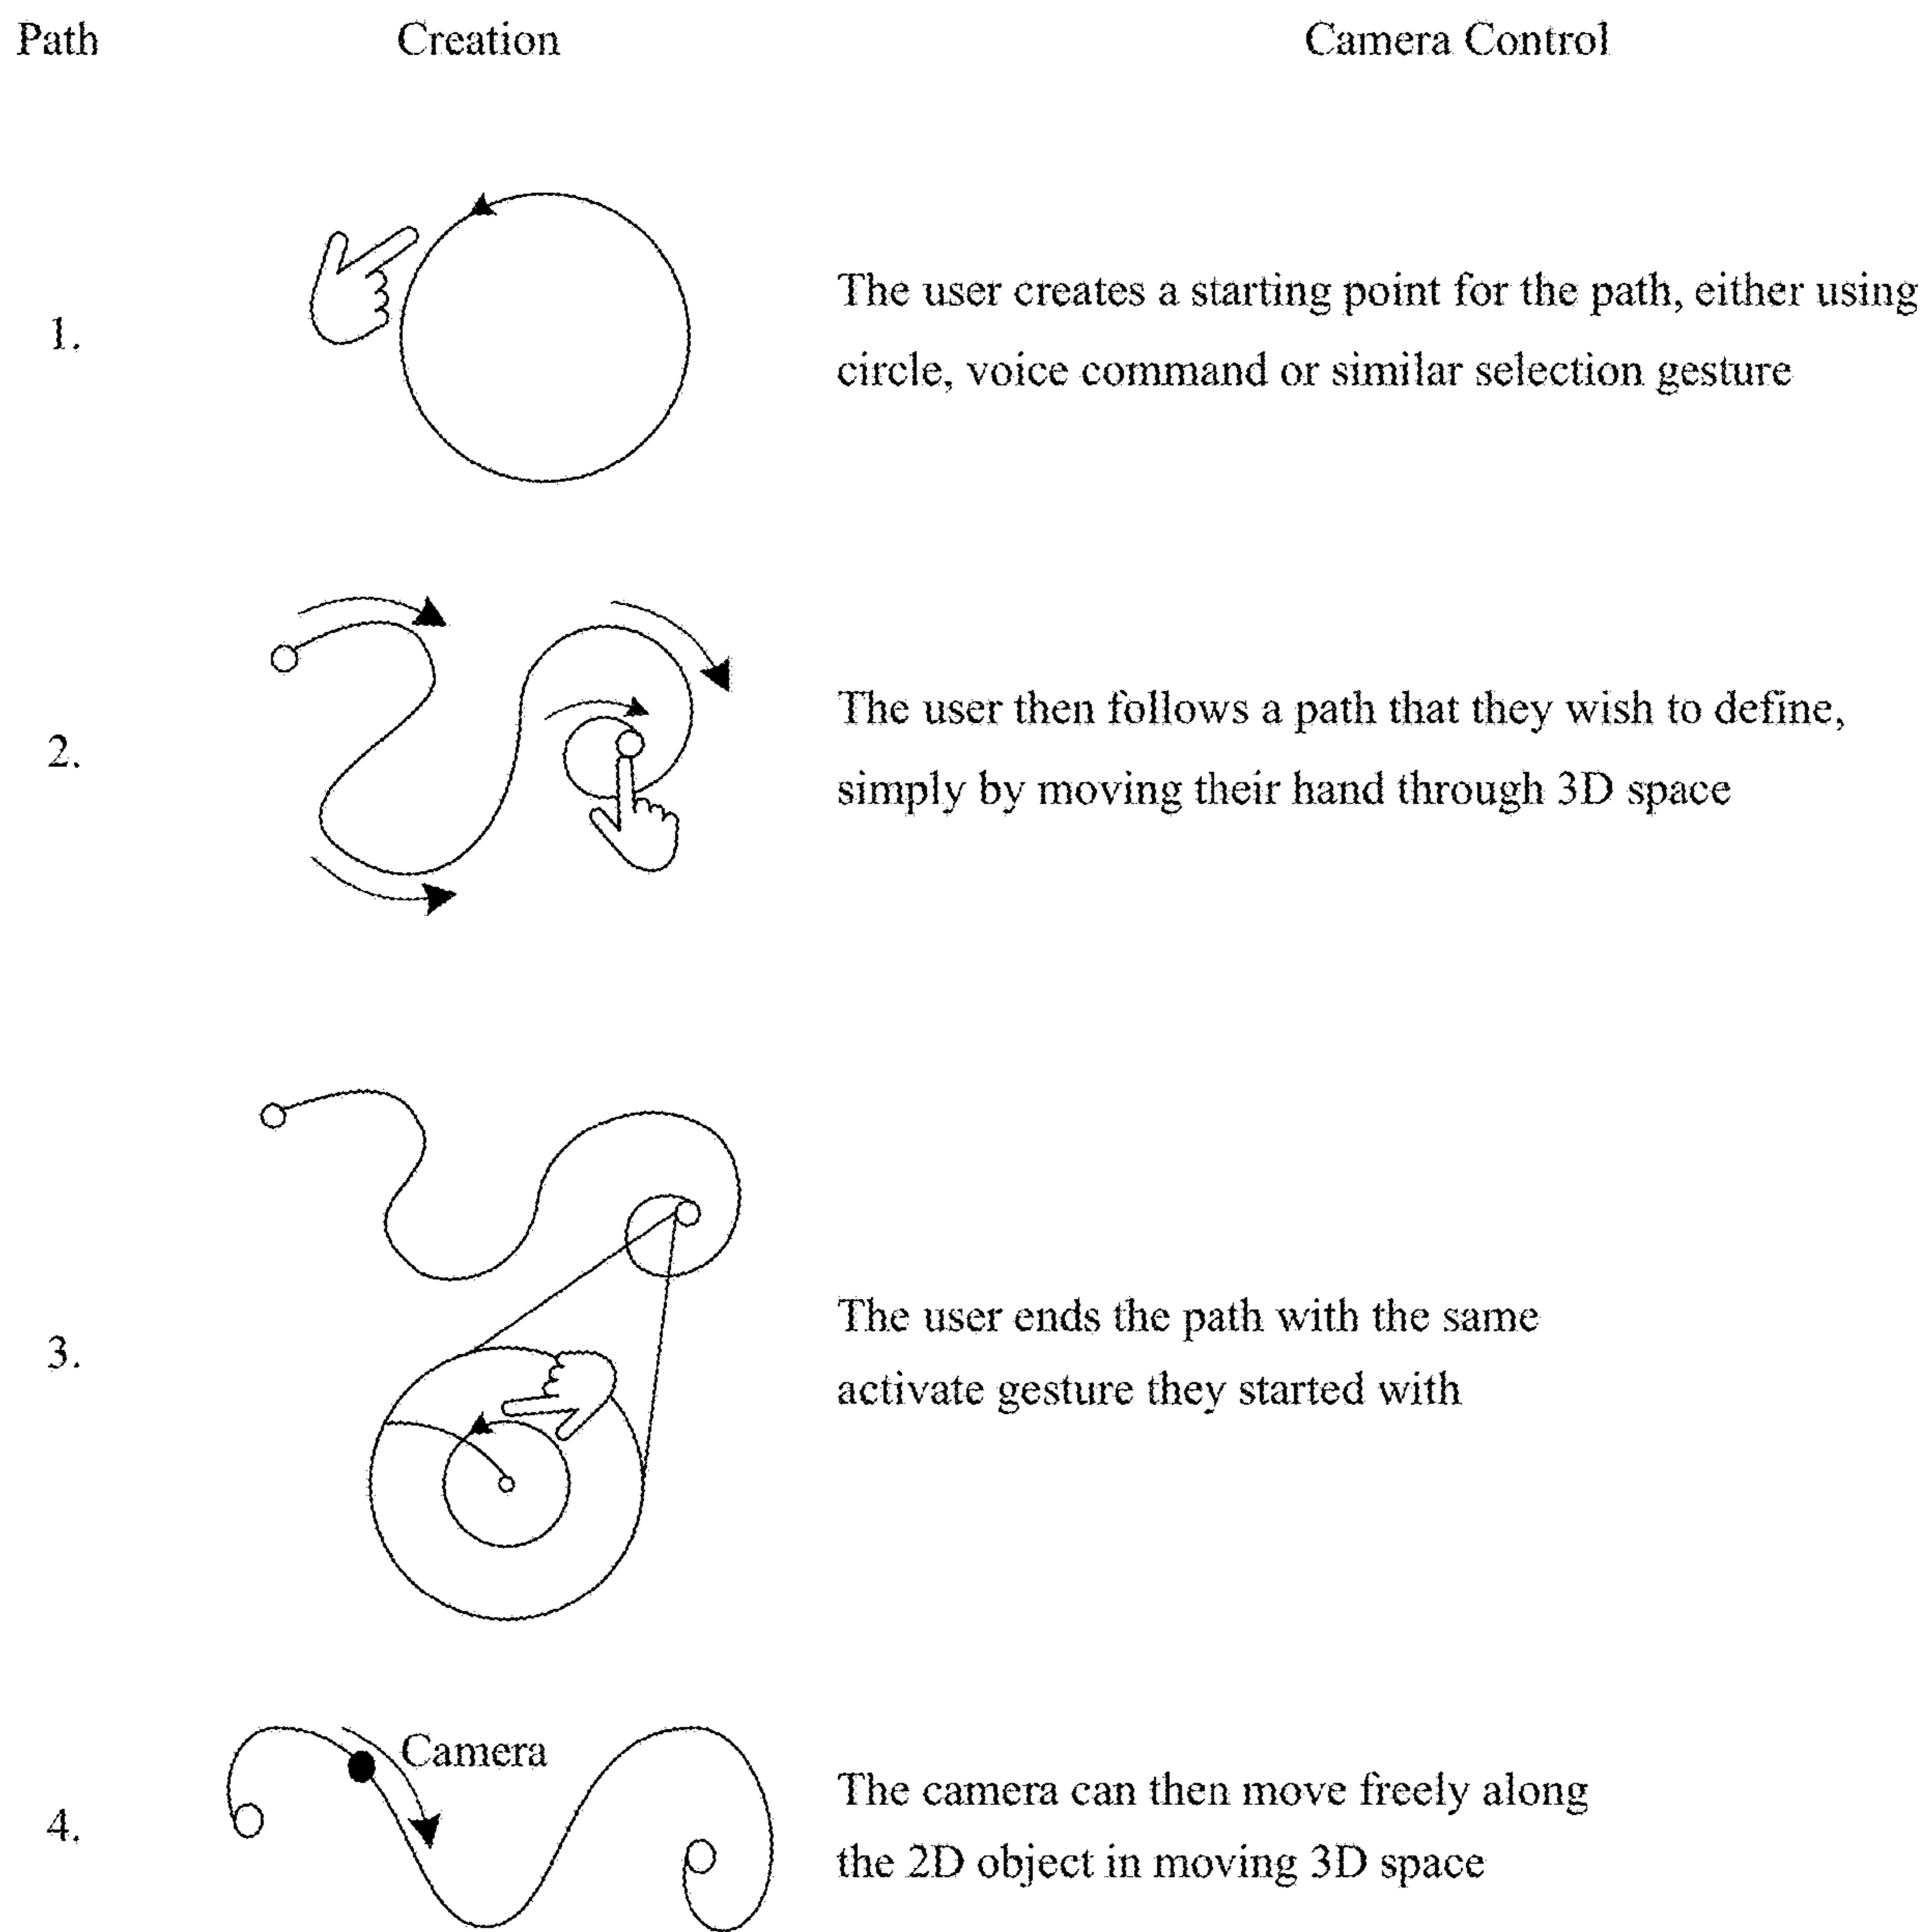 Path Creation Camera Control
1.
The user creates a starting point for the path, either using
circle, voice command or similar selection gesture
2.
The user then follows a path that they wish to define,
simply by moving their hand through 3D space
3.
The user ends the path with the same
activate gesture they started with
4.
Camera
The camera can then move freely along
the 2D object in moving 3D space